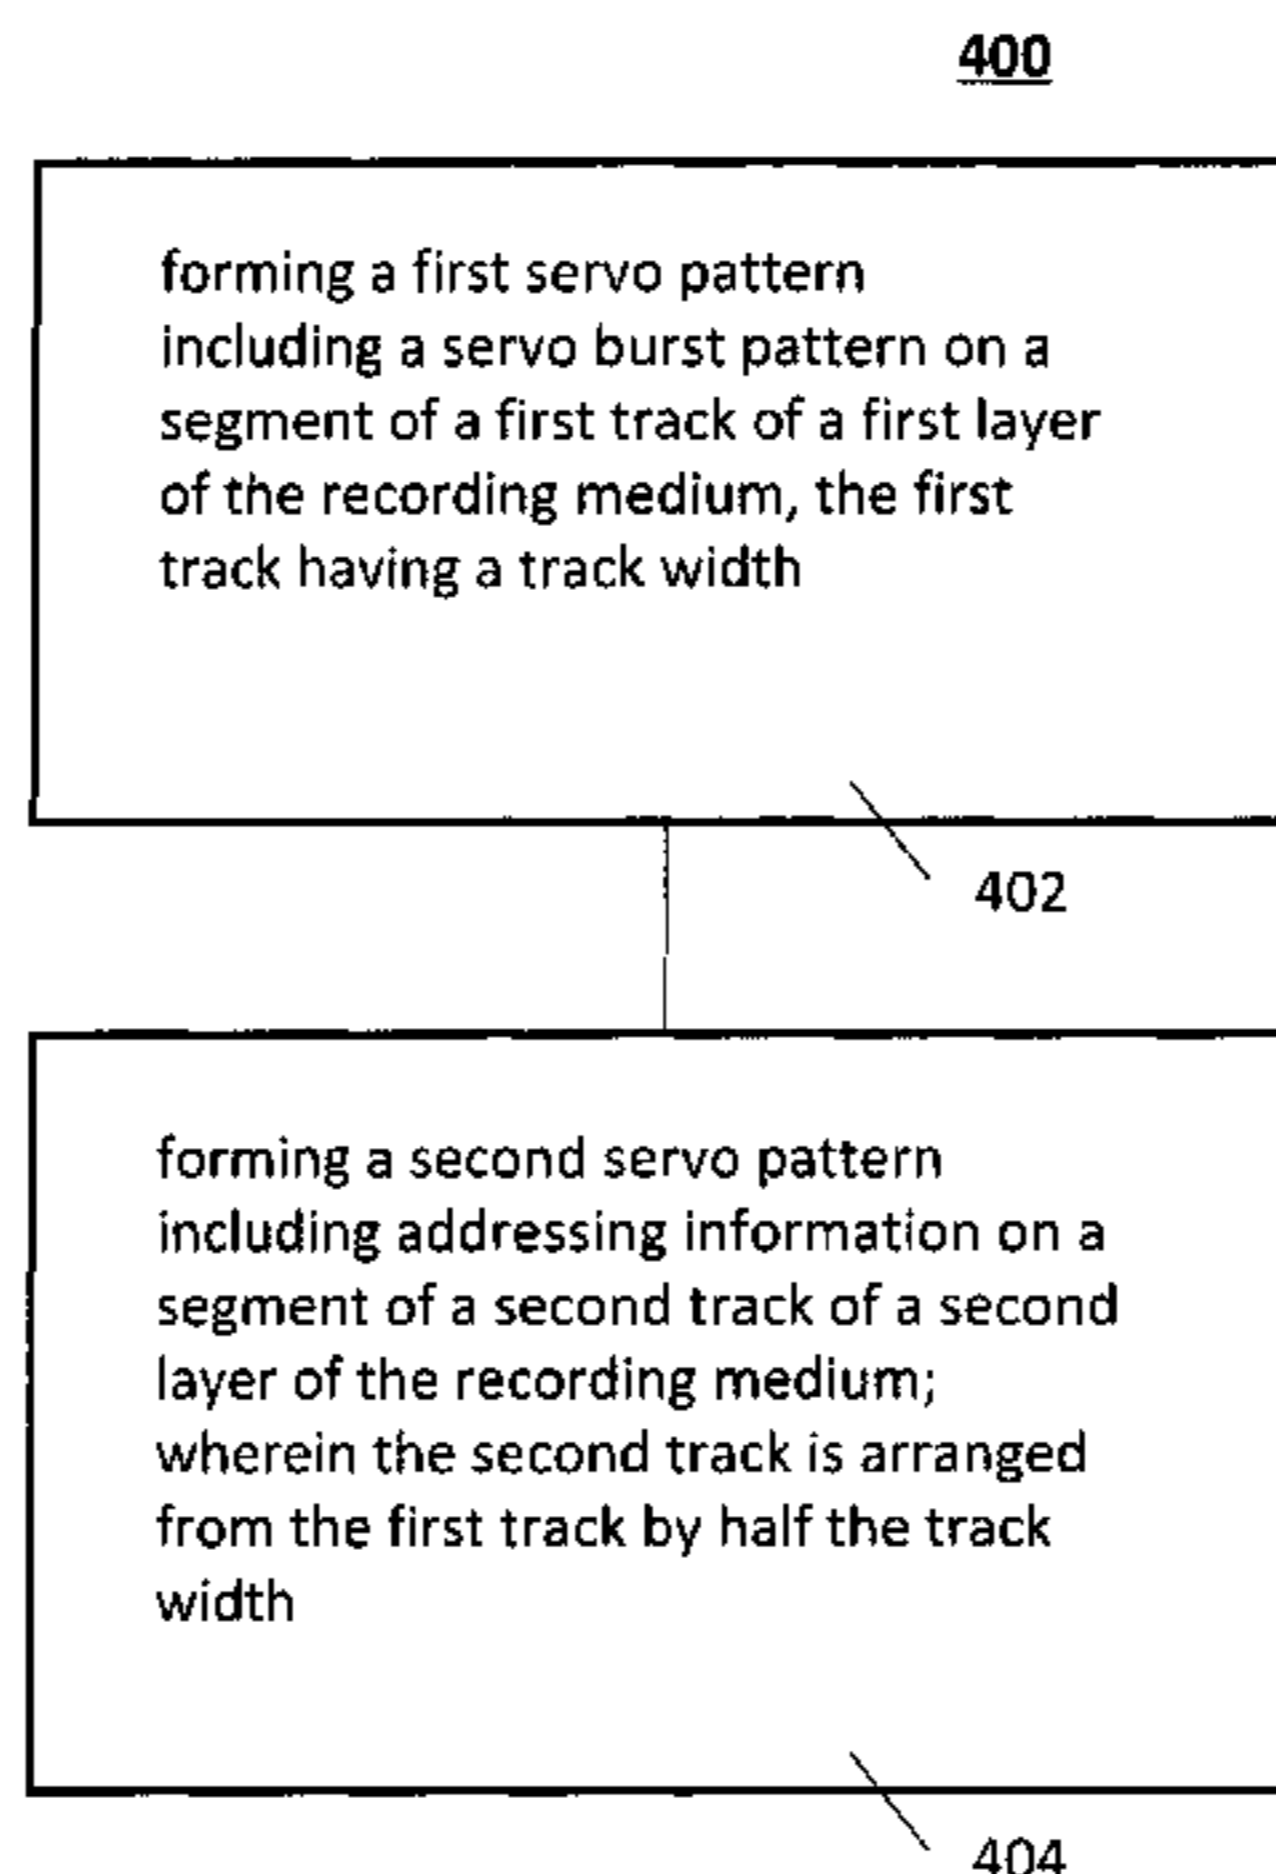 400
forming a first servo pattern
including a servo burst pattern on a
segment of a first track of a first layer
of the recording medium, the first
track having a track width
402
forming a second servo pattern
including addressing information on a
segment of a second track of a second
layer of the recording medium;
wherein the second track is arranged
from the first track by half the track
width
404